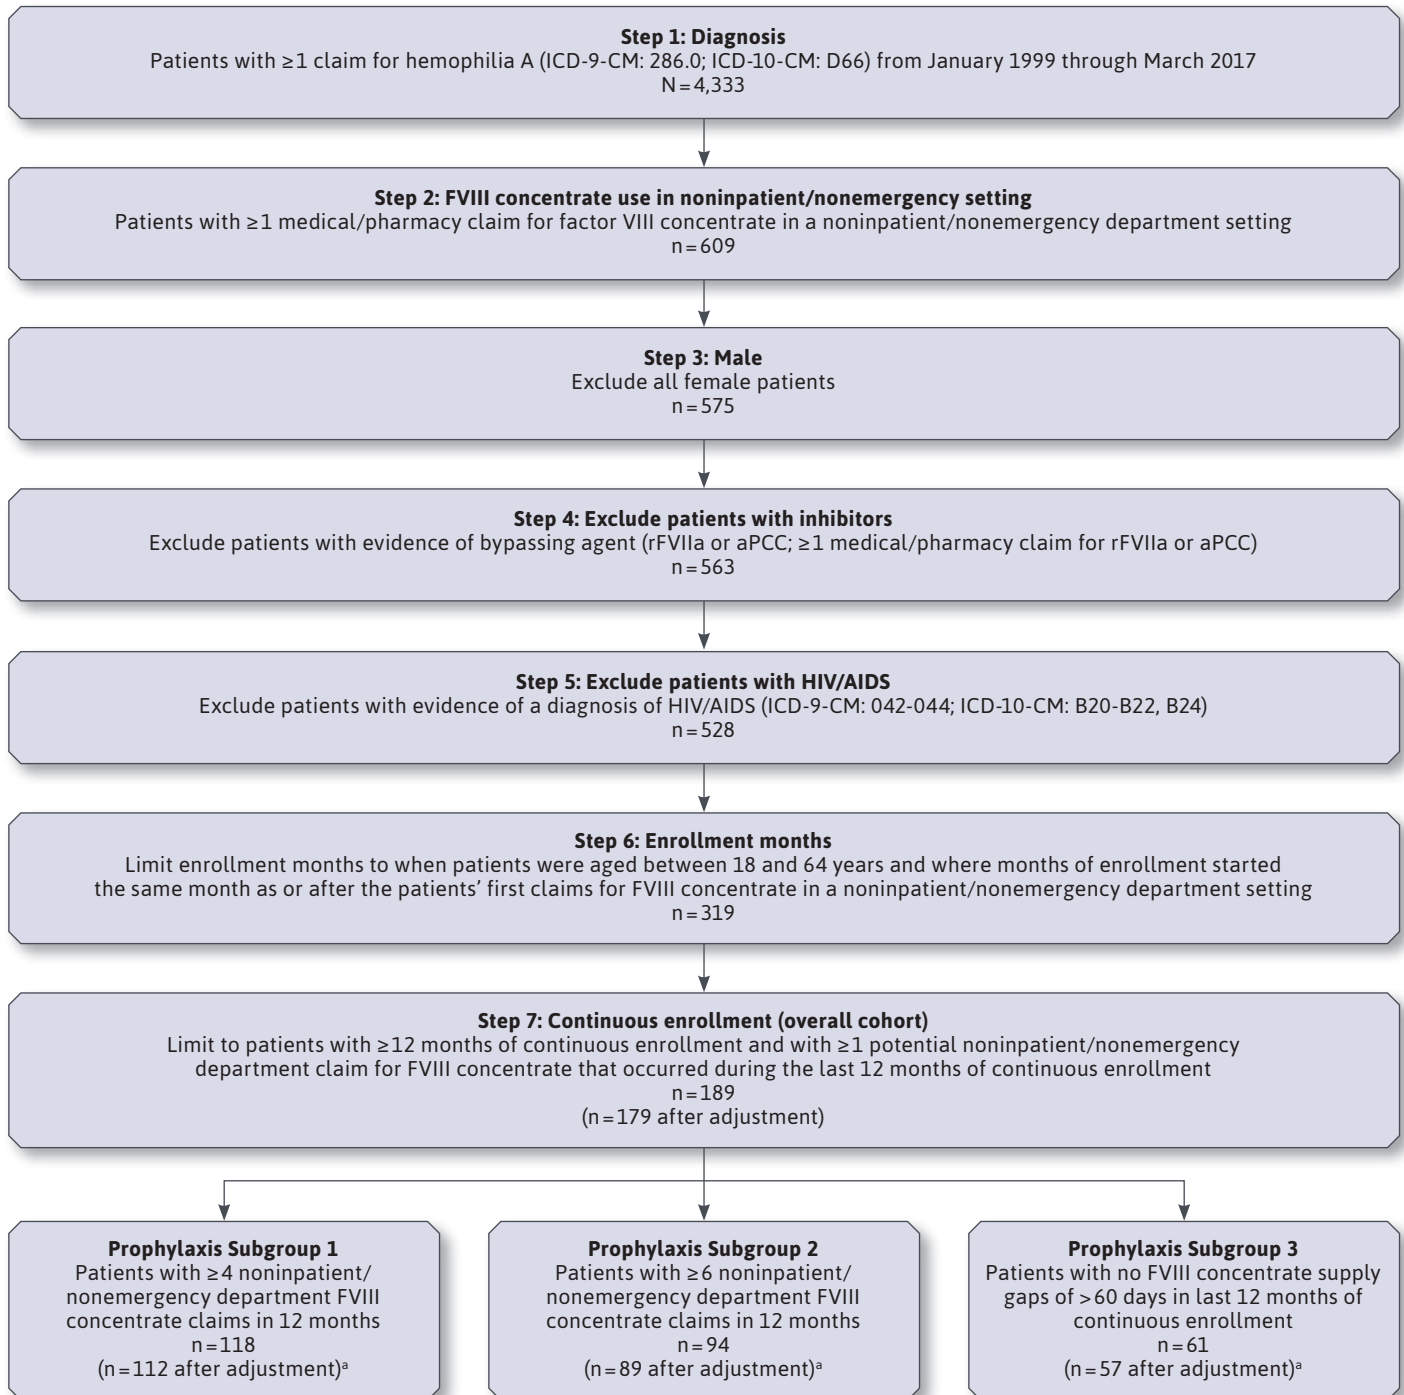 Step 1: Diagnosis
Patients with ≥1 claim for hemophilia A (ICD-9-CM: 286.0; ICD-10-CM: D66) from January 1999 through March 2017
N=4,333
Step 2: FVIII concentrate use in noninpatient/nonemergency setting
Patients with ≥1 medical/pharmacy claim for factor VIII concentrate in a noninpatient/nonemergency department setting
n=609
Step 3: Male
Exclude all female patients
n=575
Step 4: Exclude patients with inhibitors
Exclude patients with evidence of bypassing agent (rFVIIa or aPCC; ≥1 medical/pharmacy claim for rFVIIa or aPCC)
n=563
Step 5: Exclude patients with HIV/AIDS
Exclude patients with evidence of a diagnosis of HIV/AIDS (ICD-9-CM: 042-044; ICD-10-CM: B20-B22, B24)
n=528
Step 6: Enrollment months
Limit enrollment months to when patients were aged between 18 and 64 years and where months of enrollment started
the same month as or after the patients’ first claims for FVIII concentrate in a noninpatient/nonemergency department setting
n=319
Step 7: Continuous enrollment (overall cohort)
Limit to patients with ≥12 months of continuous enrollment and with ≥1 potential noninpatient/nonemergency
department claim for FVIII concentrate that occurred during the last 12 months of continuous enrollment
n=189
(n=179 after adjustment)
Prophylaxis Subgroup 1
Patients with ≥4 noninpatient/
nonemergency department FVIII
concentrate claims in 12 months
n=118
(n=112 after adjustment)ᵃ
Prophylaxis Subgroup 2
Patients with ≥6 noninpatient/
nonemergency department FVIII
concentrate claims in 12 months
n=94
(n=89 after adjustment)ᵃ
Prophylaxis Subgroup 3
Patients with no FVIII concentrate supply
gaps of >60 days in last 12 months of
continuous enrollment
n=61
(n=57 after adjustment)ᵃ